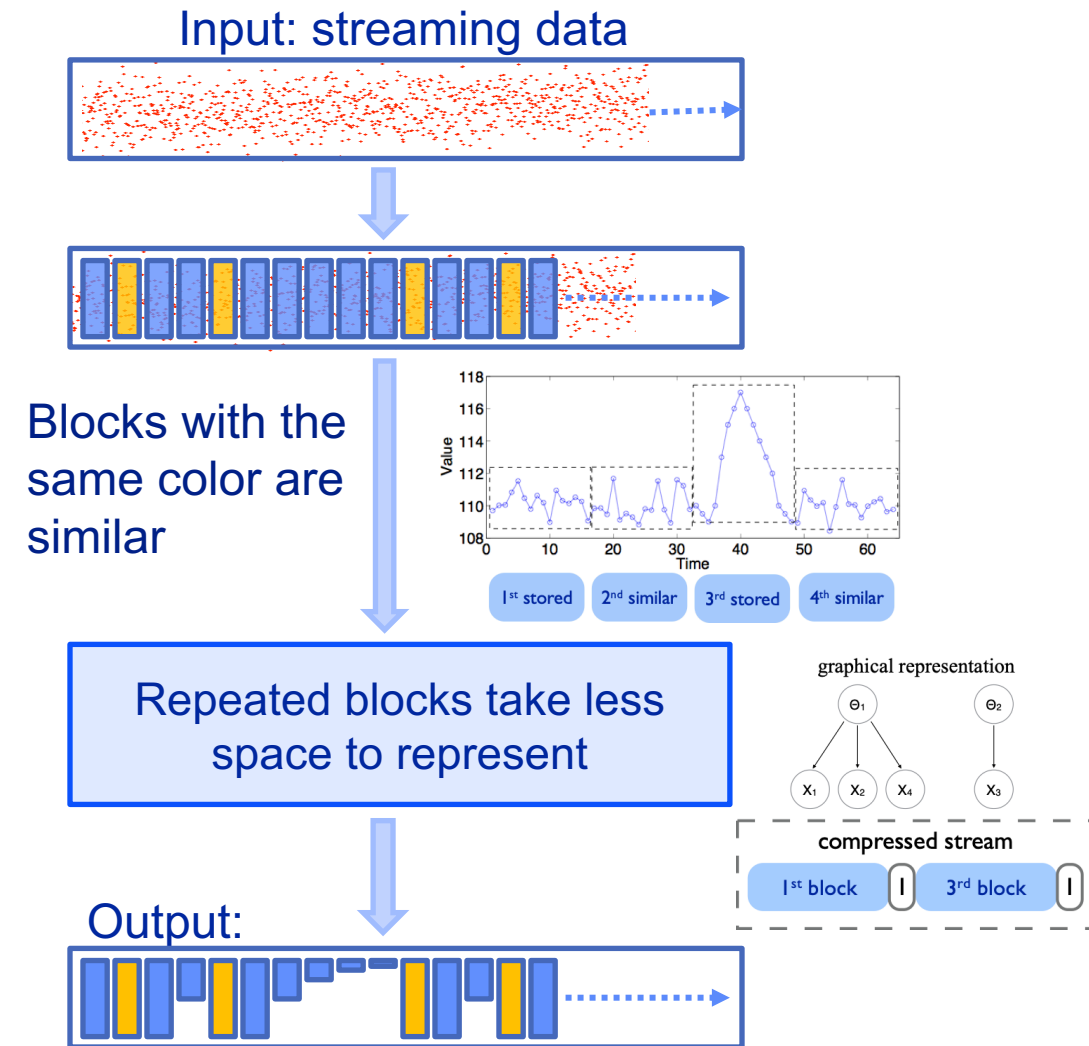 Input: streaming data
Blocks with the
same color are
similar
118
116
114
112
110
108
Value
0 10 20 30 40 50 60
Time
1st stored 2nd similar 3rd stored 4th similar
Repeated blocks take less
space to represent
graphical representation
Θ₁ Θ₂
X₁ X₂ X₄ X₃
compressed stream
1st block 1 3rd block 1
Output: